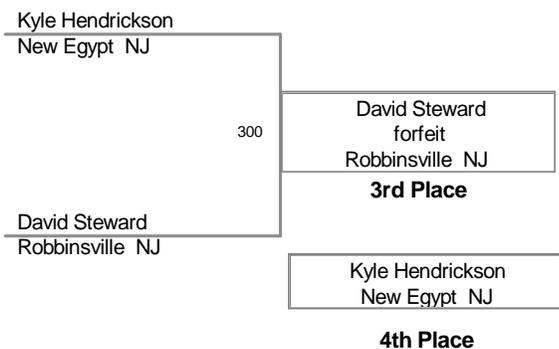 Kyle Hendrickson
New Egypt NJ
300
David Steward
forfeit
Robbinsville NJ
3rd Place
David Steward
Robbinsville NJ
Kyle Hendrickson
New Egypt NJ
4th Place